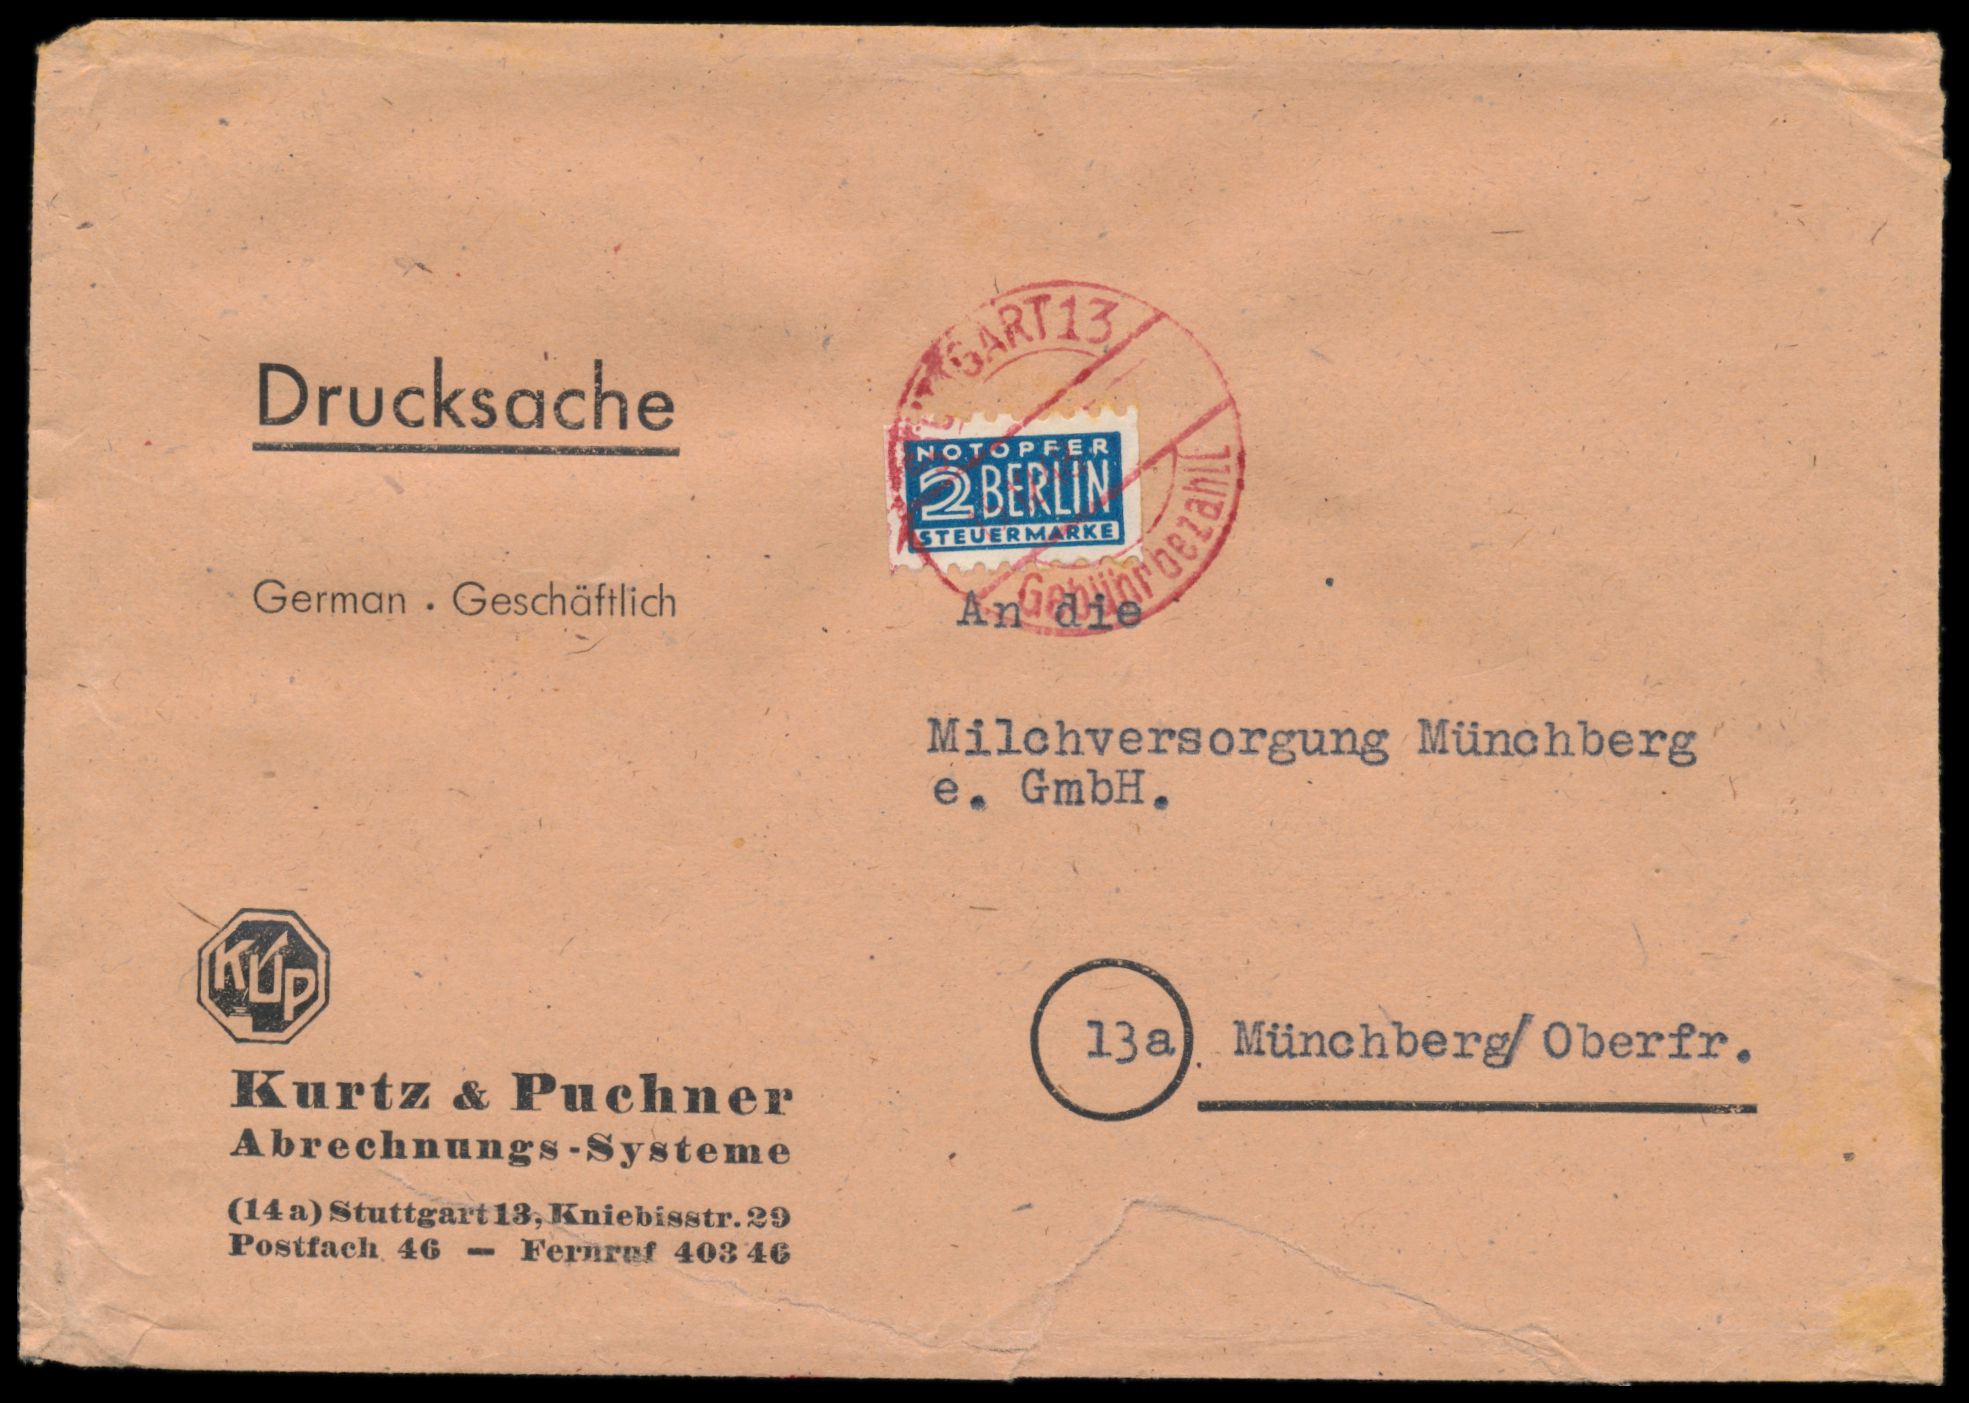 Drucksache
German · Geschäftlich
GART 13
Gebühr bezahlt
NOTOPFER
2 BERLIN
STEUERMARKE
An die
Milchversorgung Münchberg
e. GmbH.
13a Münchberg/Oberfr.
KUP
Kurtz & Puchner
Abrechnungs-Systeme
(14a) Stuttgart 13, Kniebisstr. 29
Postfach 46 — Fernruf 403 46